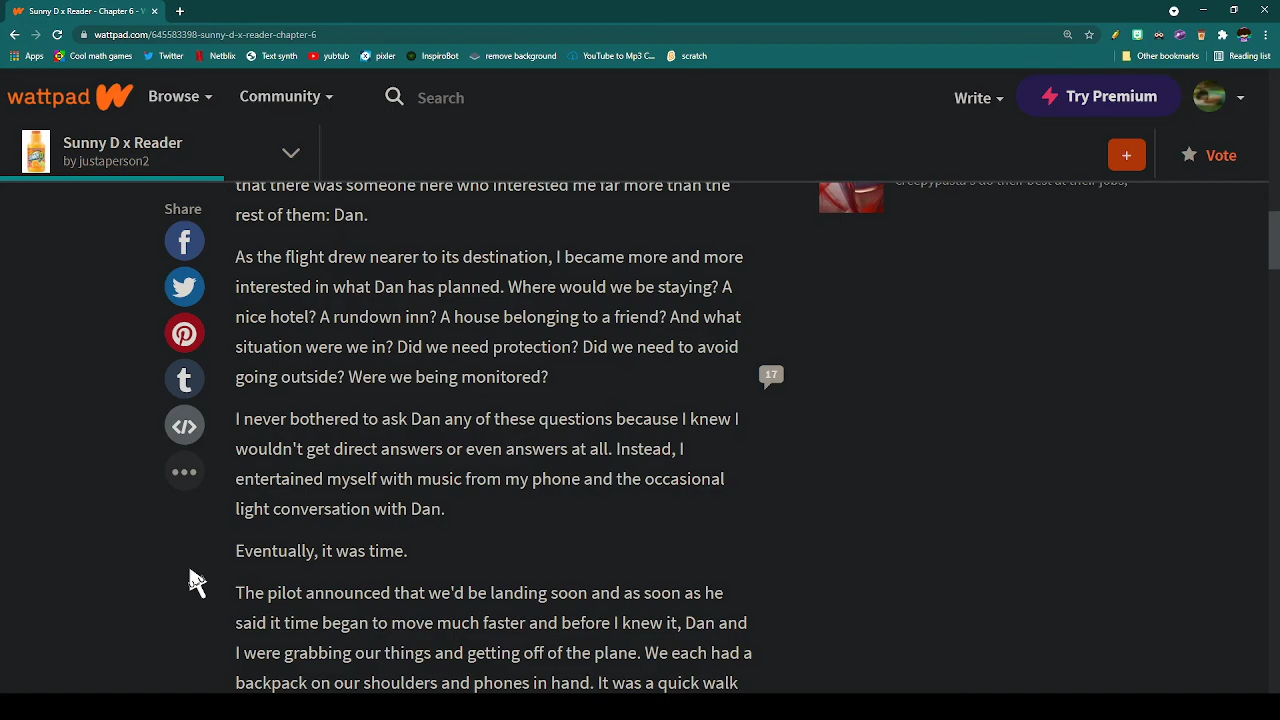 Sunny D x Reader - Chapter 6 - V
wattpad.com/645583398-sunny-d-x-reader-chapter-6
Apps
Cool math games
Twitter
Netblix
Text synth
yubtub
pixler
InspiroBot
remove background
YouTube to Mp3 C...
scratch
Other bookmarks
Reading list
wattpad
Browse
Community
Search
Write
Try Premium
Sunny D x Reader
by justaperson2
+
Vote
that there was someone here who interested me far more than the
creepypasta's do their best at their jobs,
Share
rest of them: Dan.
As the flight drew nearer to its destination, I became more and more
interested in what Dan has planned. Where would we be staying? A
nice hotel? A rundown inn? A house belonging to a friend? And what
situation were we in? Did we need protection? Did we need to avoid
going outside? Were we being monitored?
17
I never bothered to ask Dan any of these questions because I knew I
wouldn't get direct answers or even answers at all. Instead, I
entertained myself with music from my phone and the occasional
light conversation with Dan.
Eventually, it was time.
The pilot announced that we'd be landing soon and as soon as he
said it time began to move much faster and before I knew it, Dan and
I were grabbing our things and getting off of the plane. We each had a
backpack on our shoulders and phones in hand. It was a quick walk